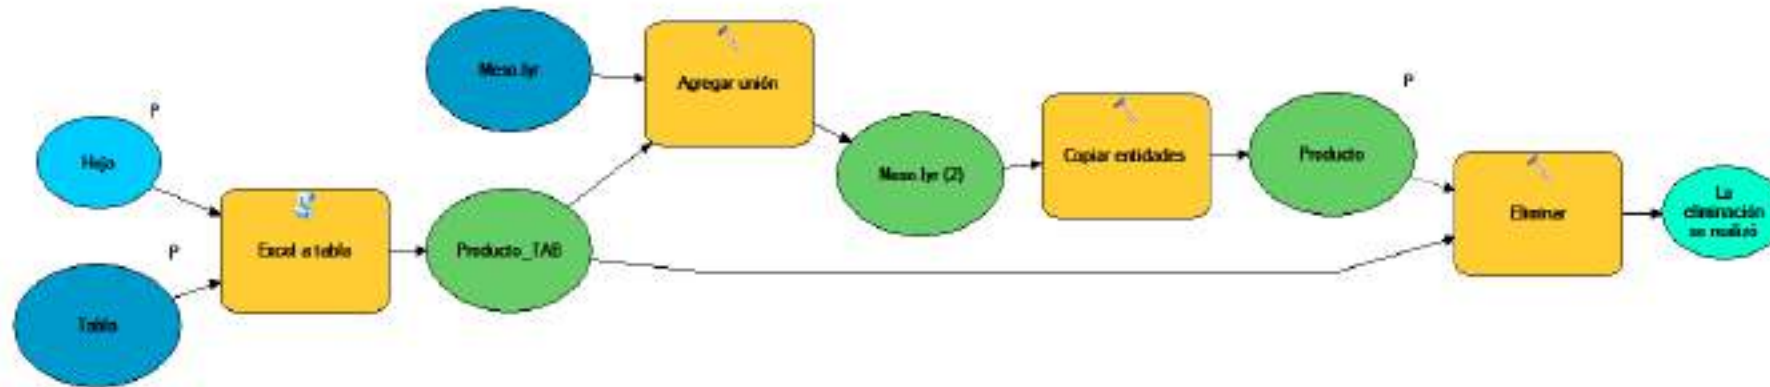 P
Hoja
P
Tabla
Excel a tabla
Producto_TAB
Meso.lyr
Agregar unión
Meso.lyr (2)
Copiar entidades
P
Producto
Eliminar
La
eliminación
se realizó